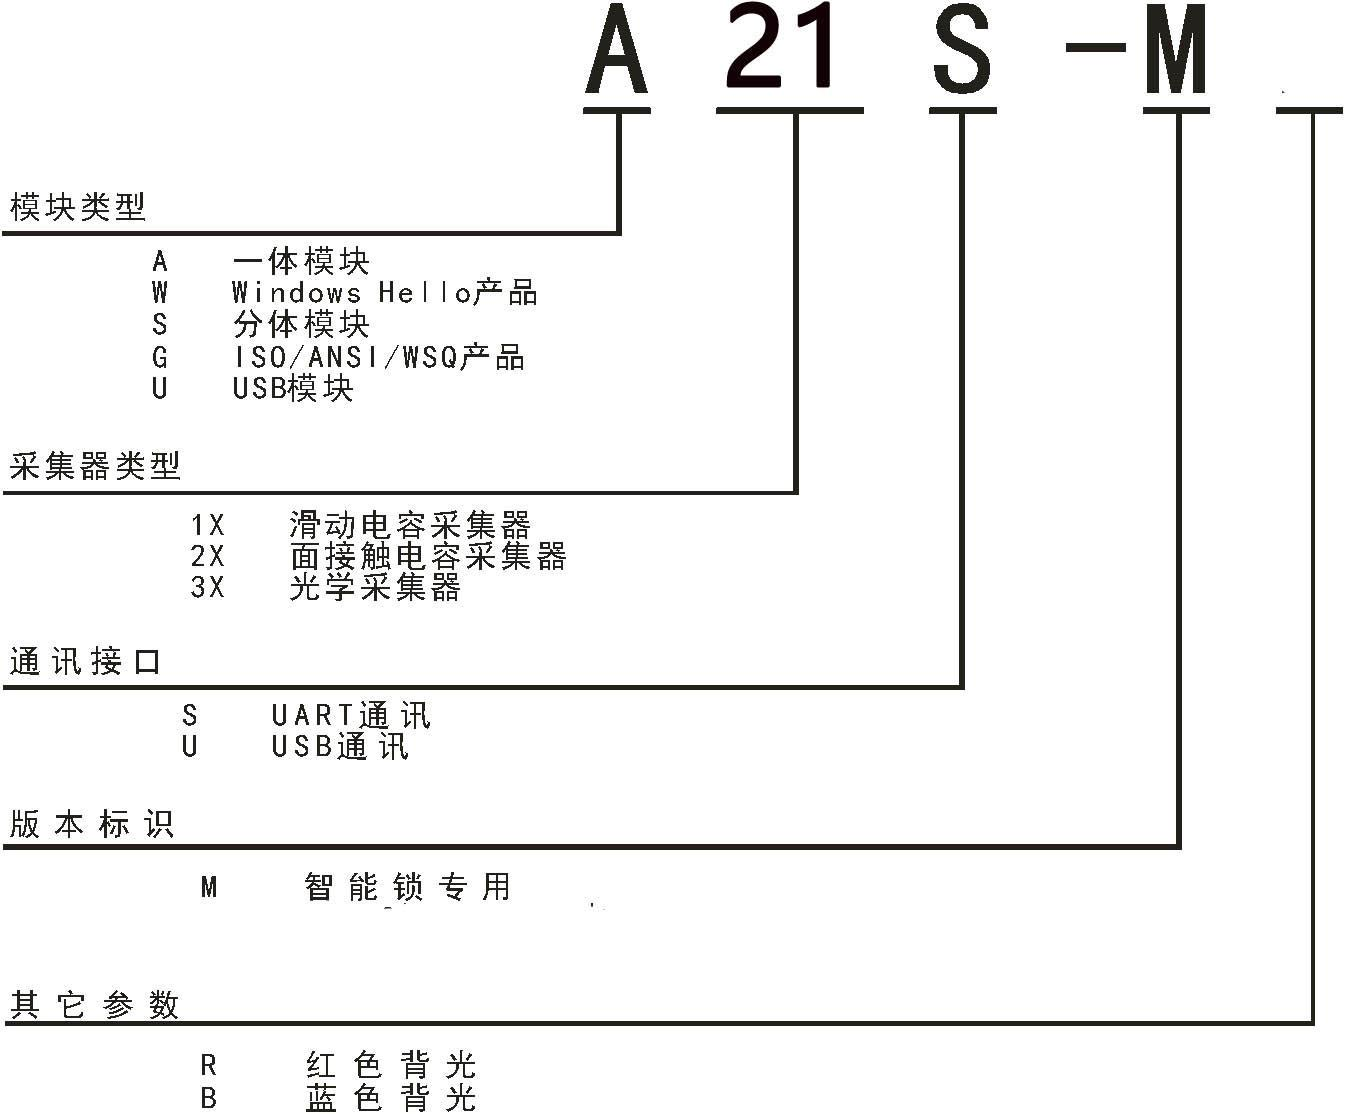 A 21 S -M
模块类型
A 一体模块
W Windows Hello产品
S 分体模块
G ISO/ANSI/WSQ产品
U USB模块
采集器类型
1X 滑动电容采集器
2X 面接触电容采集器
3X 光学采集器
通讯接口
S UART通讯
U USB通讯
版本标识
M 智能锁专用
其它参数
R 红色背光
B 蓝色背光